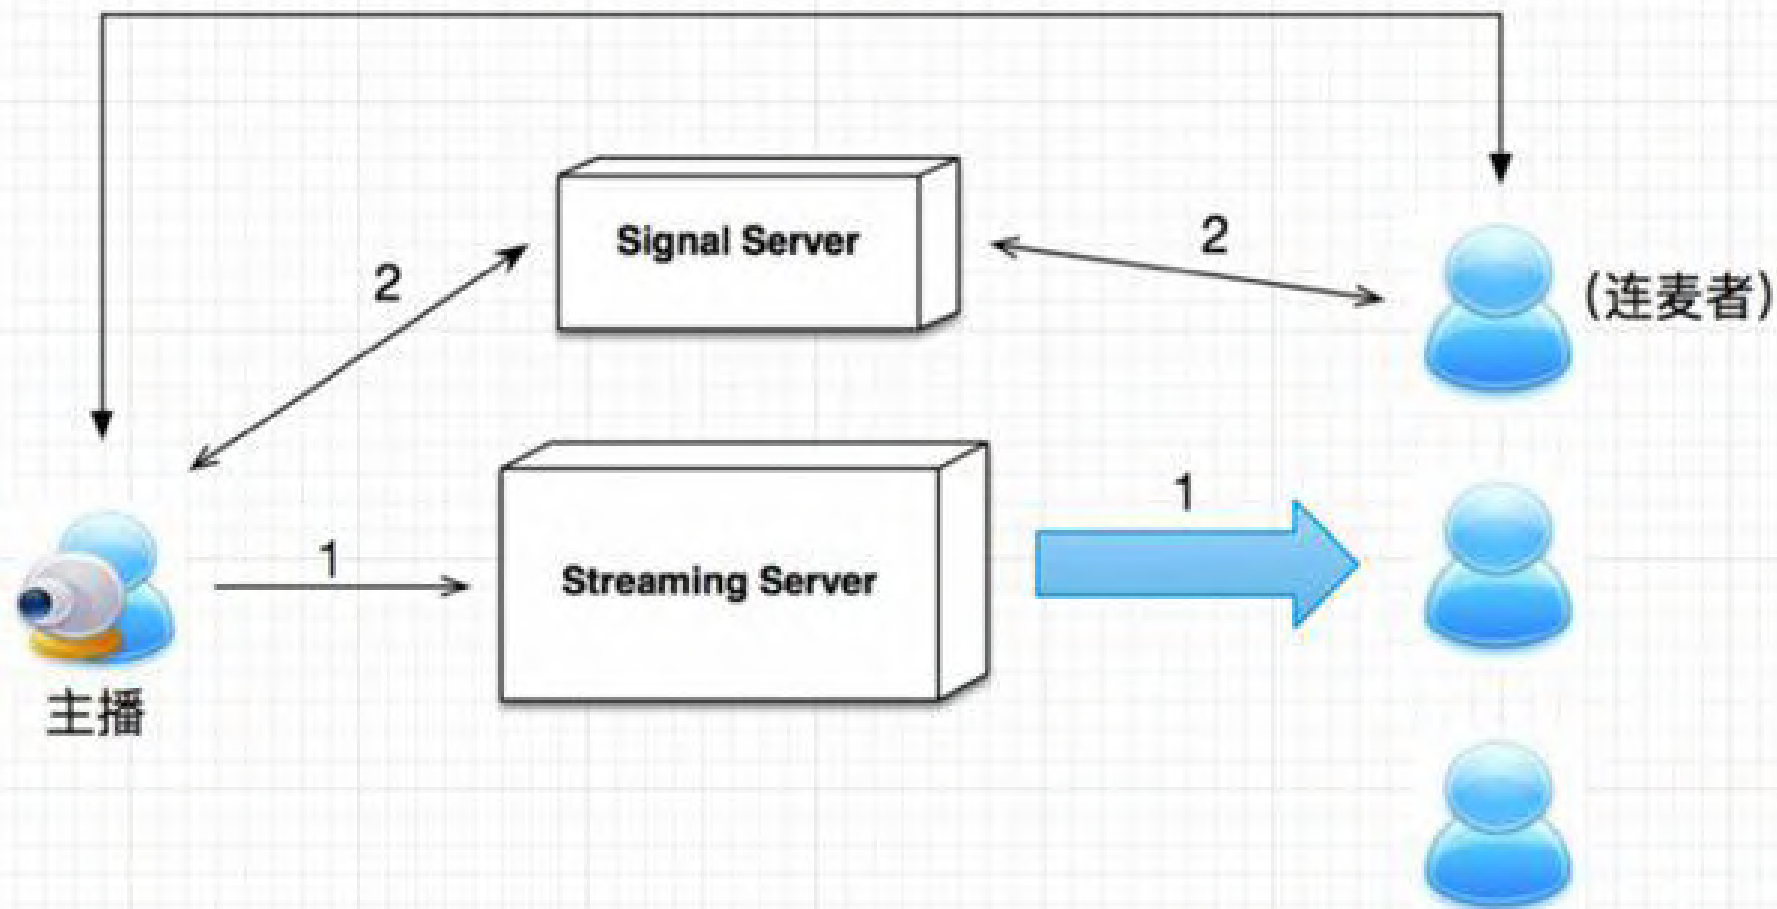 2
Signal Server
2
(连麦者)
1
Streaming Server
1
主播